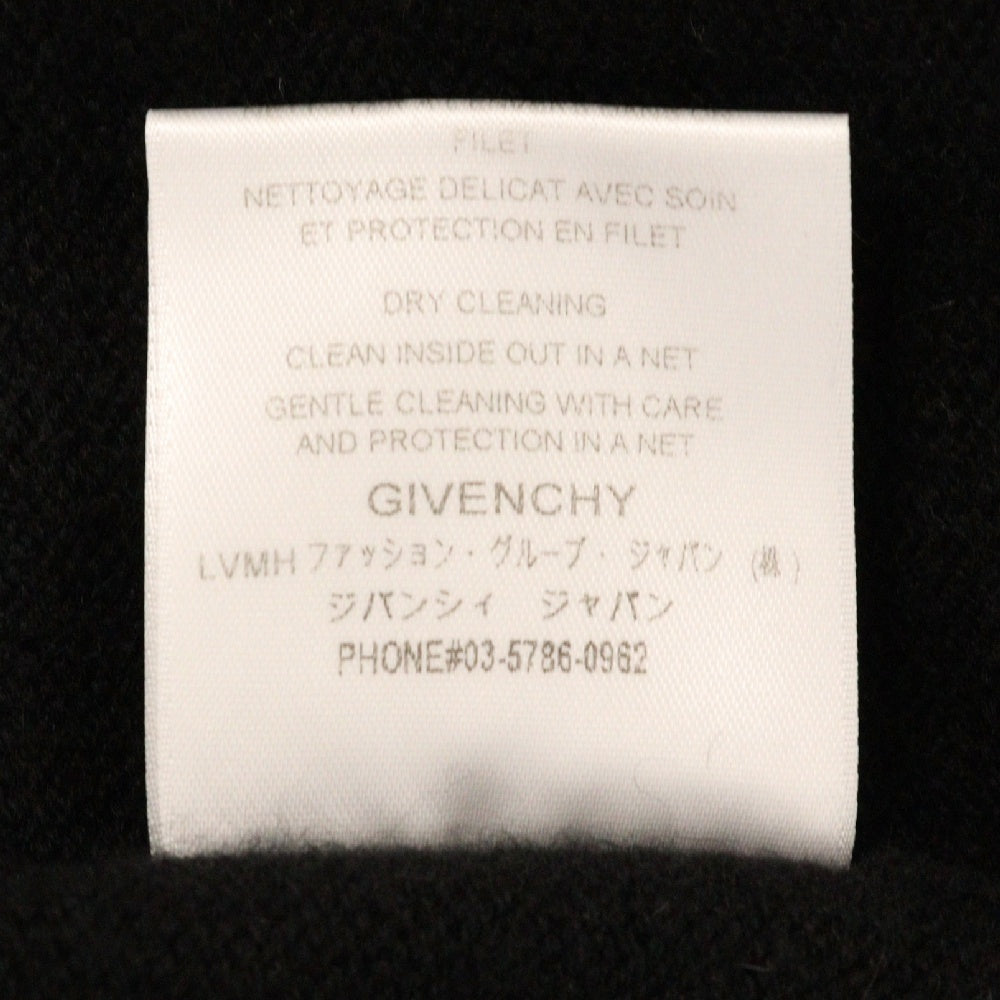 FILET
NETTOYAGE DELICAT AVEC SOIN
ET PROTECTION EN FILET
DRY CLEANING
CLEAN INSIDE OUT IN A NET
GENTLE CLEANING WITH CARE
AND PROTECTION IN A NET
GIVENCHY
LVMH ファッション・グループ・ジャパン (株)
ジバンシィ ジャパン
PHONE#03-5786-0962